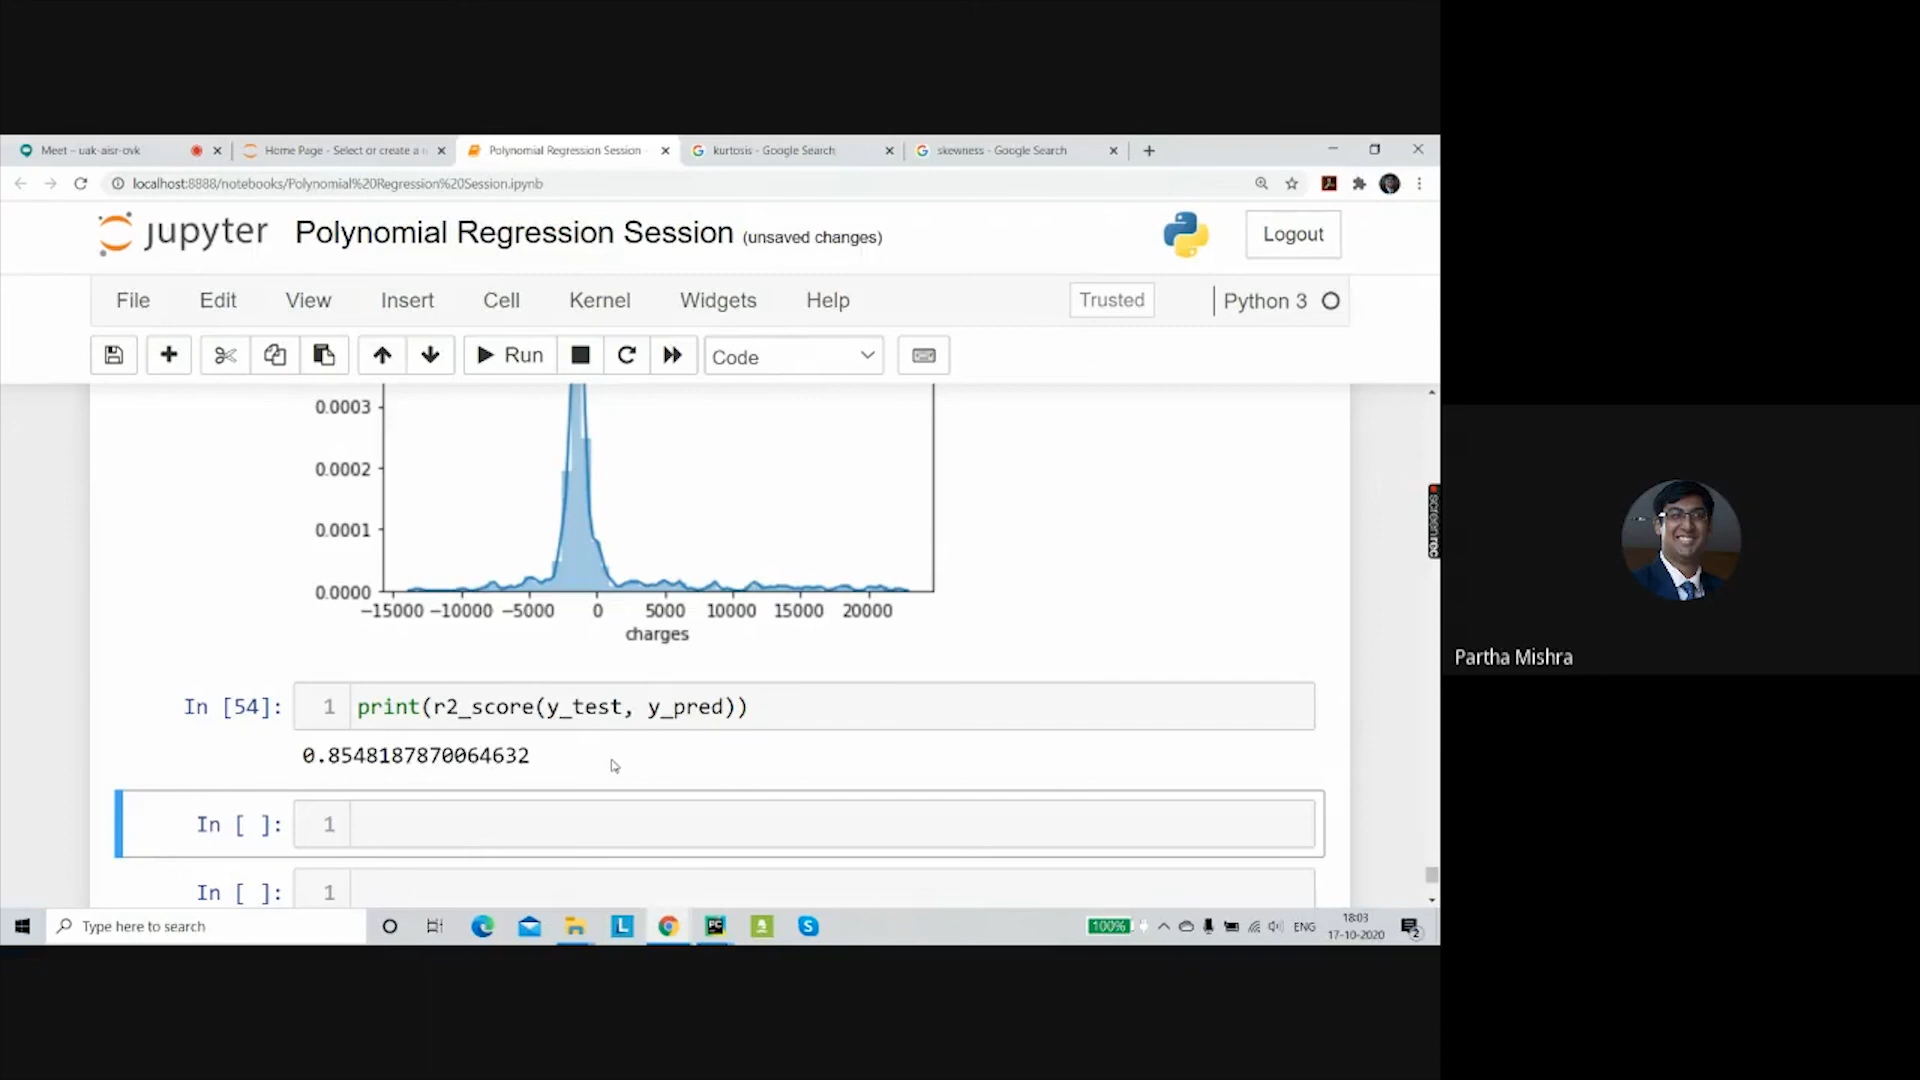 Meet – uak-aisr-ovk
Home Page - Select or create a n
Polynomial Regression Session -
kurtosis - Google Search
skewness - Google Search
localhost:8888/notebooks/Polynomial%20Regression%20Session.ipynb
jupyter Polynomial Regression Session (unsaved changes)
Logout
File Edit View Insert Cell Kernel Widgets Help
Trusted
Python 3
Run
Code
0.0003
0.0002
0.0001
0.0000
−15000 −10000 −5000 0 5000 10000 15000 20000
charges
In [54]: 1 print(r2_score(y_test, y_pred))
0.8548187870064632
In [ ]: 1
In [ ]: 1
screenrec
Partha Mishra
Type here to search
100%
ENG
18:03
17-10-2020
2